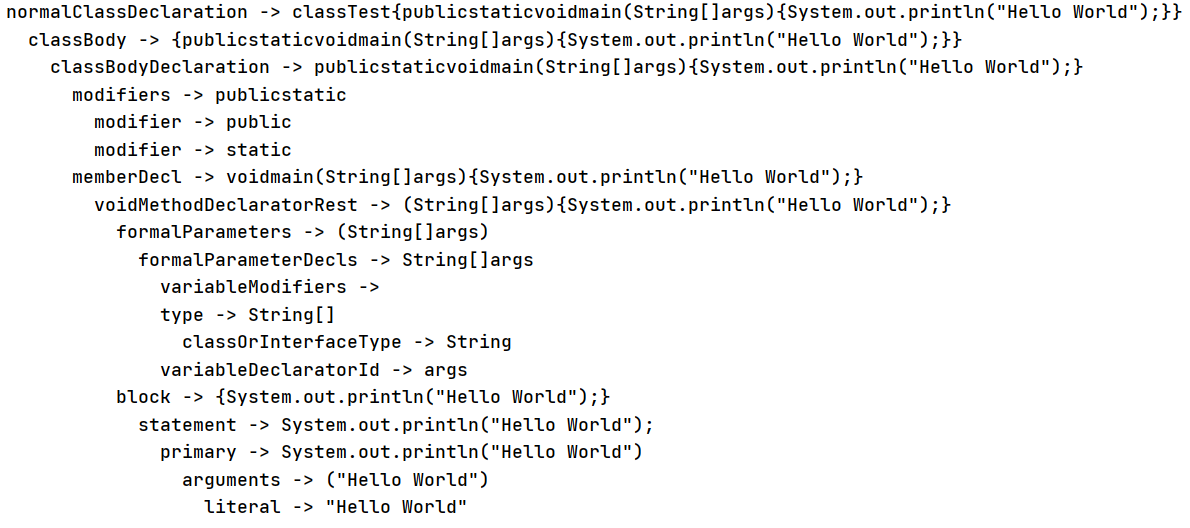 normalClassDeclaration -> classTest{publicstaticvoidmain(String[]args){System.out.println("Hello World");}}
  classBody -> {publicstaticvoidmain(String[]args){System.out.println("Hello World");}}
    classBodyDeclaration -> publicstaticvoidmain(String[]args){System.out.println("Hello World");}
      modifiers -> publicstatic
        modifier -> public
        modifier -> static
      memberDecl -> voidmain(String[]args){System.out.println("Hello World");}
        voidMethodDeclaratorRest -> (String[]args){System.out.println("Hello World");}
          formalParameters -> (String[]args)
            formalParameterDecls -> String[]args
              variableModifiers ->
              type -> String[]
                classOrInterfaceType -> String
              variableDeclaratorId -> args
          block -> {System.out.println("Hello World");}
            statement -> System.out.println("Hello World");
              primary -> System.out.println("Hello World")
                arguments -> ("Hello World")
                  literal -> "Hello World"